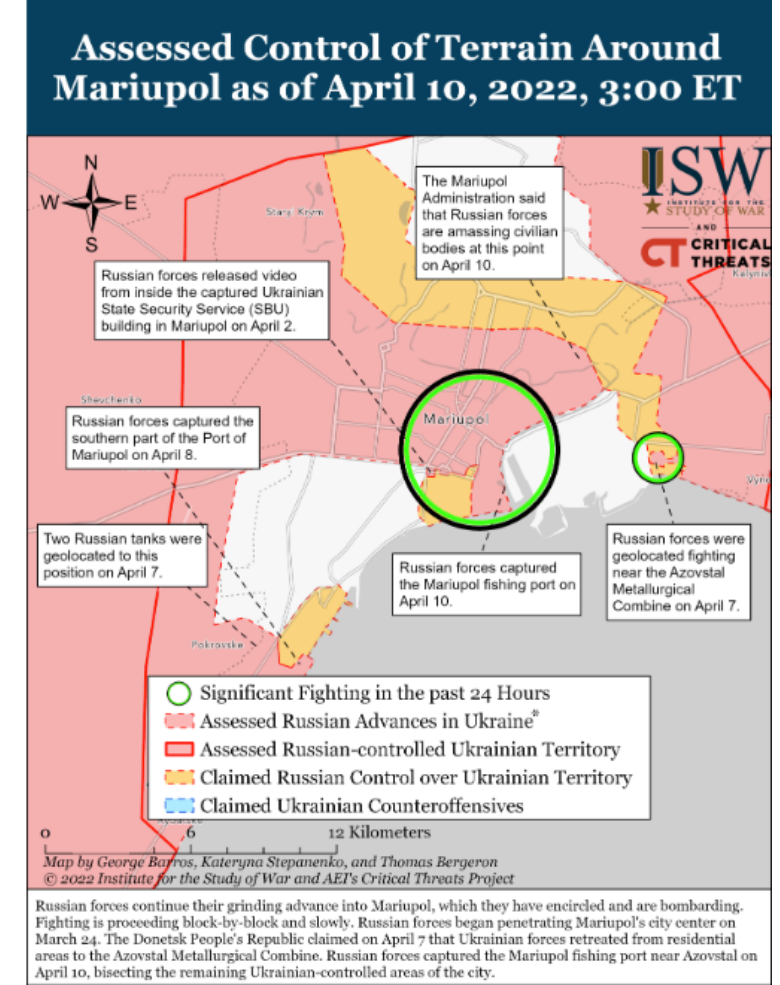 Assessed Control of Terrain Around
Mariupol as of April 10, 2022, 3:00 ET
N
W
E
S
Staryi Krym
The Mariupol
Administration said
that Russian forces
are amassing civilian
bodies at this point
on April 10.
ISW
INSTITUTE FOR THE
STUDY OF WAR
AND
CT CRITICAL
THREATS
Russian forces released video
from inside the captured Ukrainian
State Security Service (SBU)
building in Mariupol on April 2.
Shevchenko
Russian forces captured the
southern part of the Port of
Mariupol on April 8.
Mariupol
Two Russian tanks were
geolocated to this
position on April 7.
Russian forces captured
the Mariupol fishing port on
April 10.
Russian forces were
geolocated fighting
near the Azovstal
Metallurgical
Combine on April 7.
Pokrovske
Significant Fighting in the past 24 Hours
Assessed Russian Advances in Ukraine*
Assessed Russian-controlled Ukrainian Territory
Claimed Russian Control over Ukrainian Territory
Claimed Ukrainian Counteroffensives
0 6 12 Kilometers
Map by George Barros, Kateryna Stepanenko, and Thomas Bergeron
© 2022 Institute for the Study of War and AEI's Critical Threats Project
Russian forces continue their grinding advance into Mariupol, which they have encircled and are bombarding.
Fighting is proceeding block-by-block and slowly. Russian forces began penetrating Mariupol's city center on
March 24. The Donetsk People's Republic claimed on April 7 that Ukrainian forces retreated from residential
areas to the Azovstal Metallurgical Combine. Russian forces captured the Mariupol fishing port near Azovstal on
April 10, bisecting the remaining Ukrainian-controlled areas of the city.